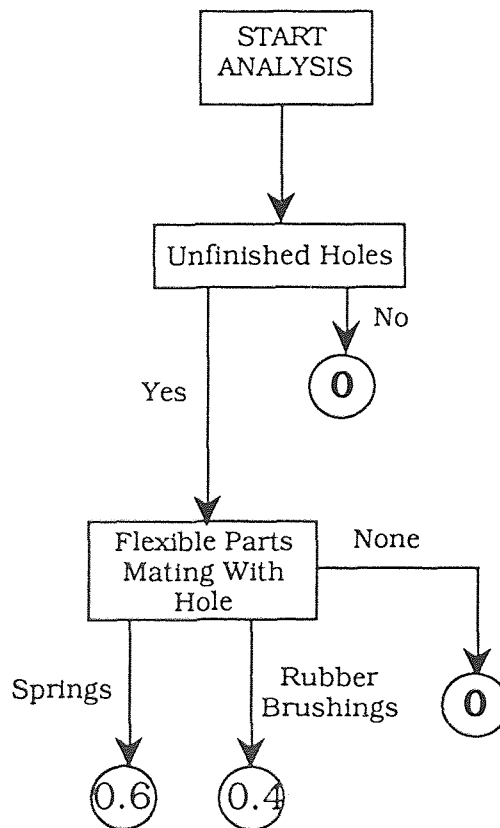 START
ANALYSIS
Unfinished Holes
No
0
Yes
Flexible Parts
Mating With
Hole
None
Springs
Rubber
Brushings
0
0.6
0.4